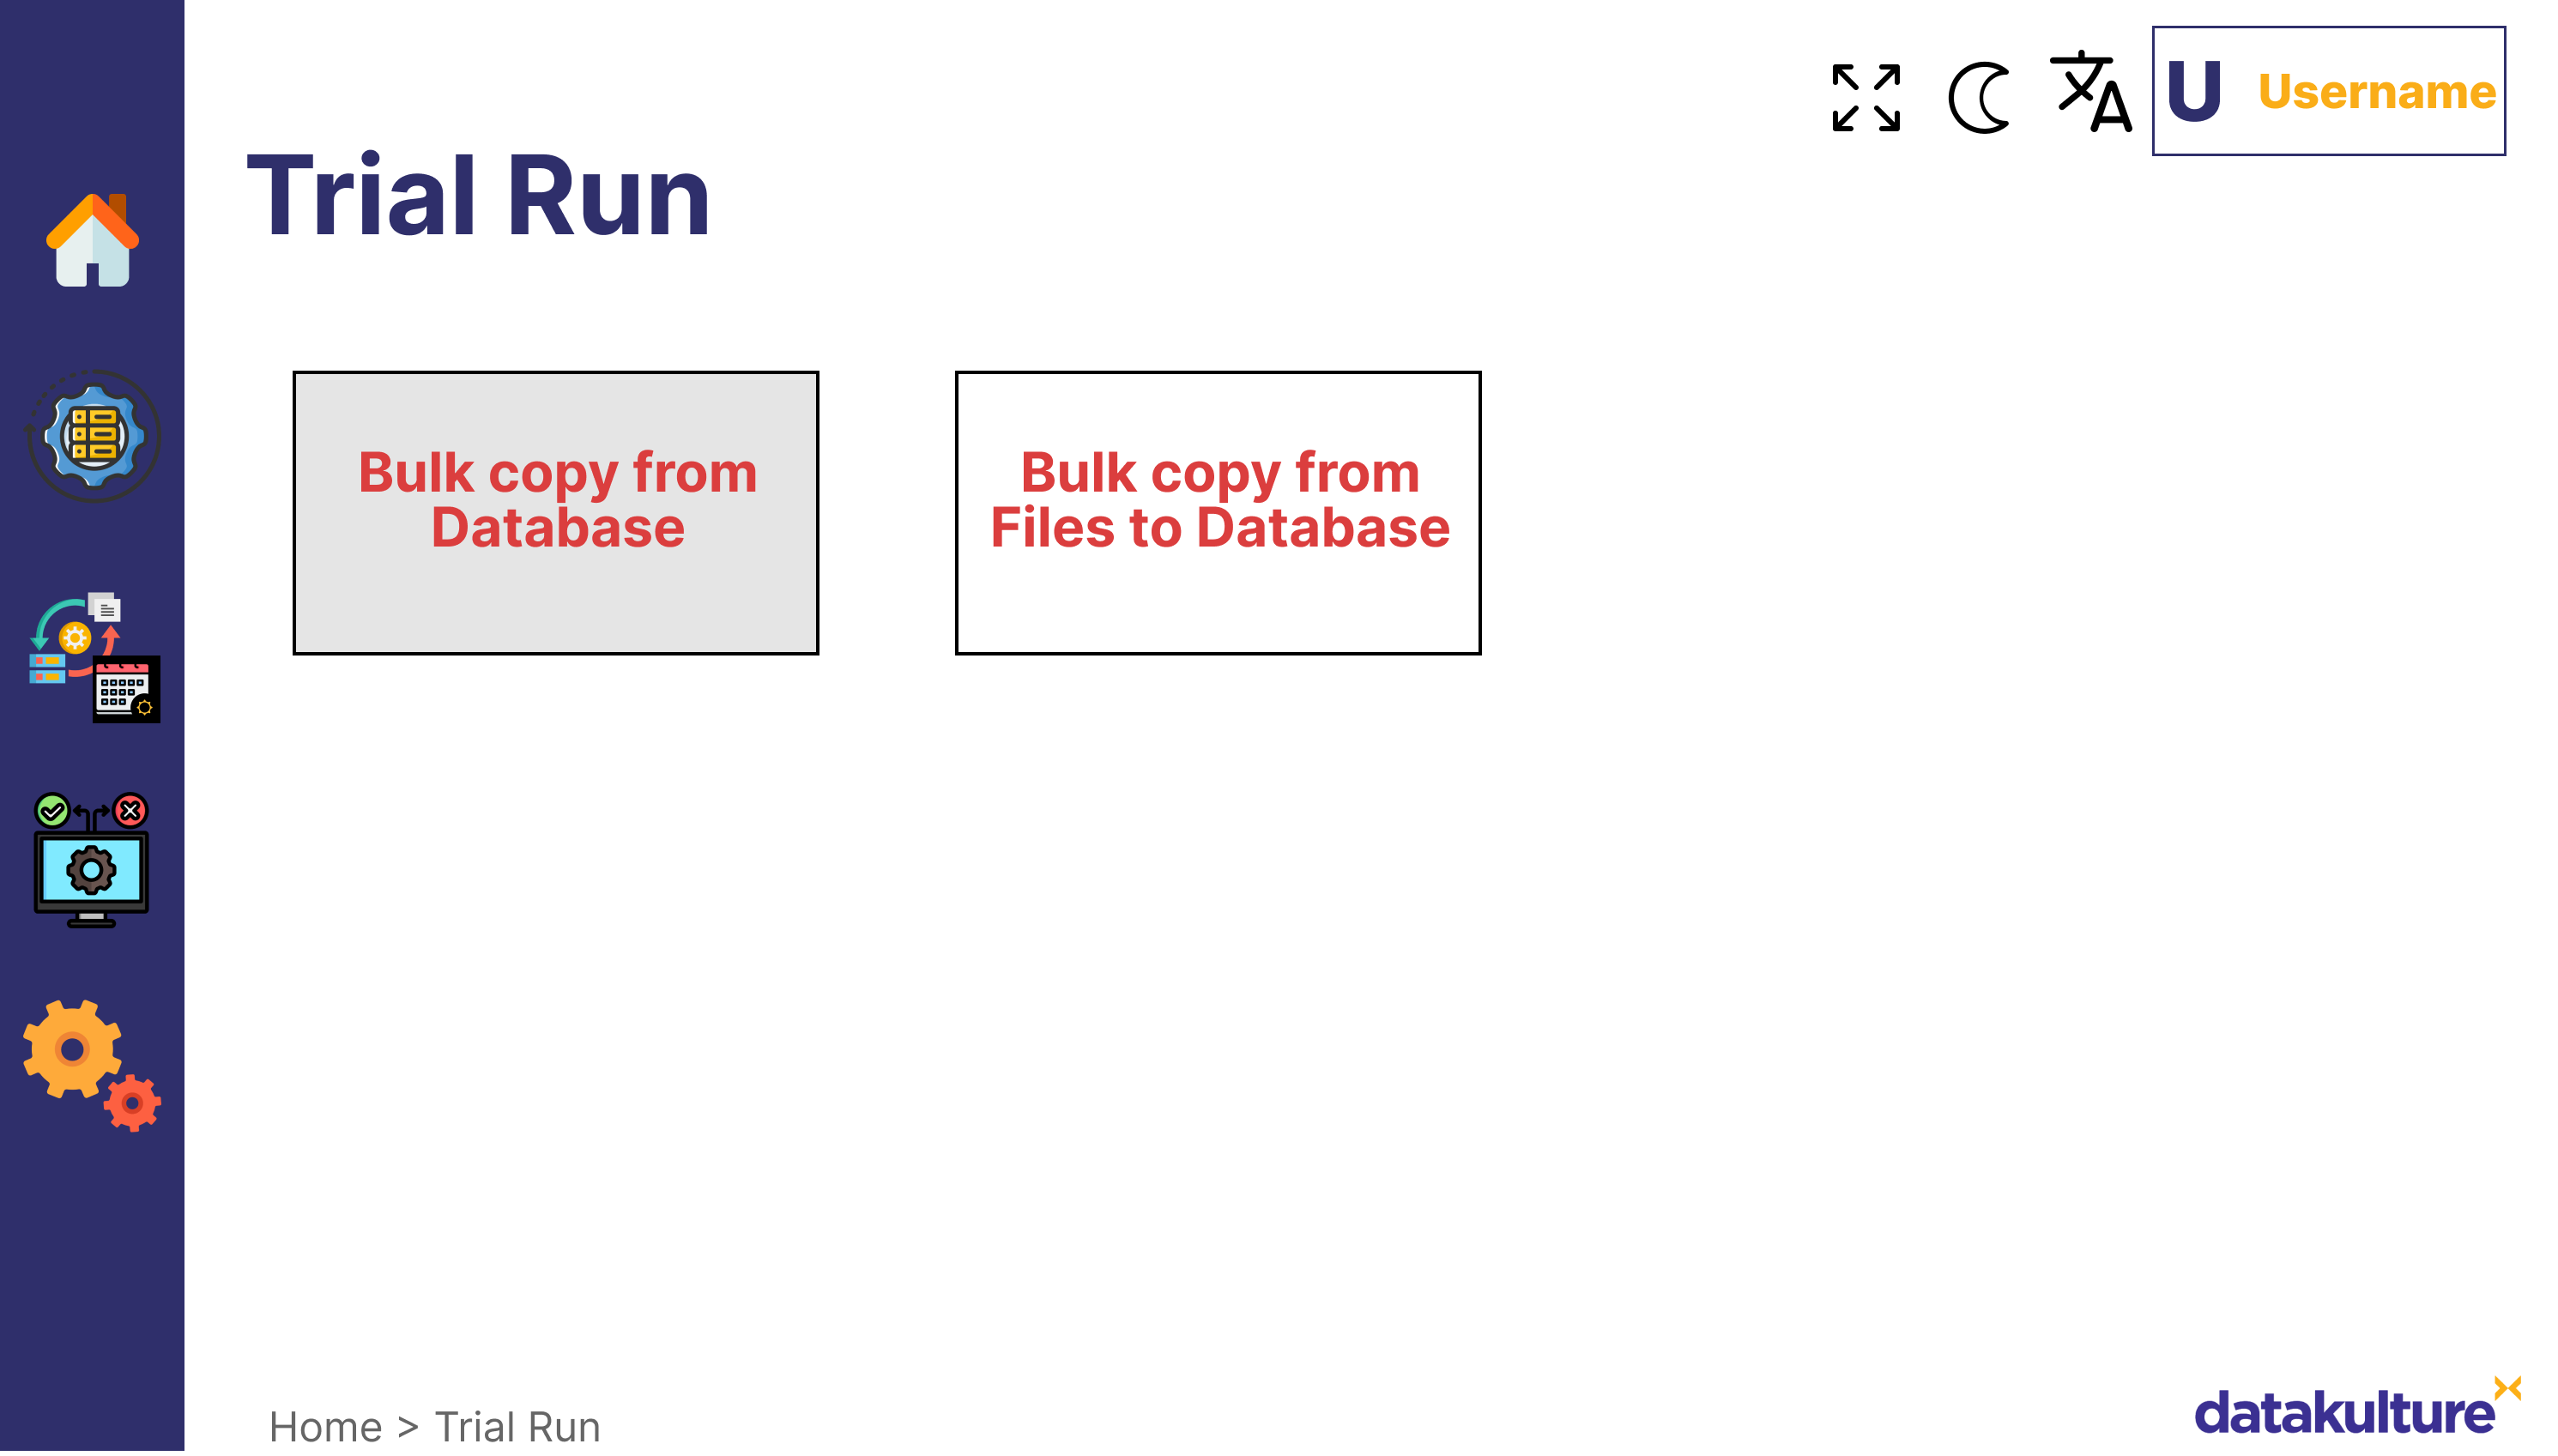 U Username
Trial Run
Bulk copy from
Database
Bulk copy from
Files to Database
Home > Trial Run
datakulture